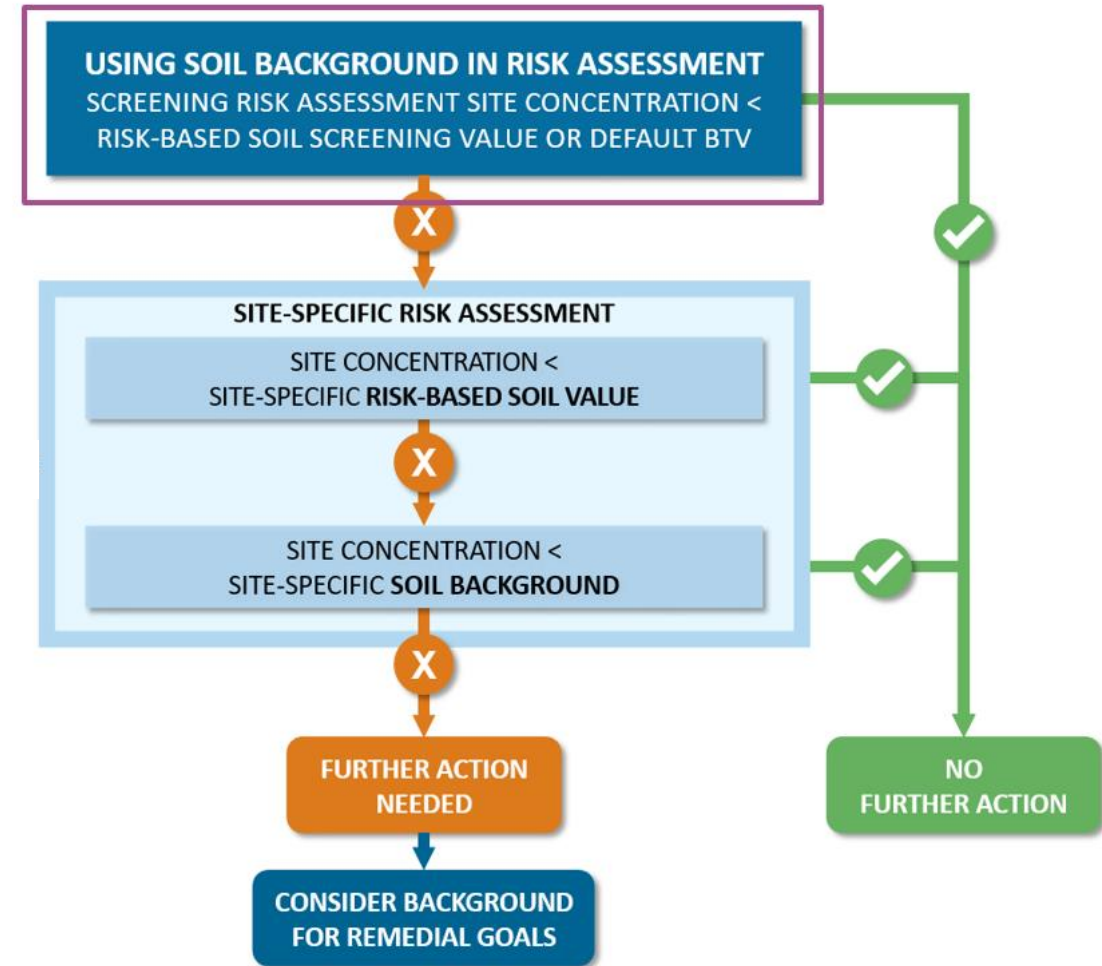 USING SOIL BACKGROUND IN RISK ASSESSMENT
SCREENING RISK ASSESSMENT SITE CONCENTRATION <
RISK-BASED SOIL SCREENING VALUE OR DEFAULT BTV
X
SITE-SPECIFIC RISK ASSESSMENT
SITE CONCENTRATION <
SITE-SPECIFIC RISK-BASED SOIL VALUE
X
SITE CONCENTRATION <
SITE-SPECIFIC SOIL BACKGROUND
X
FURTHER ACTION
NEEDED
NO
FURTHER ACTION
CONSIDER BACKGROUND
FOR REMEDIAL GOALS